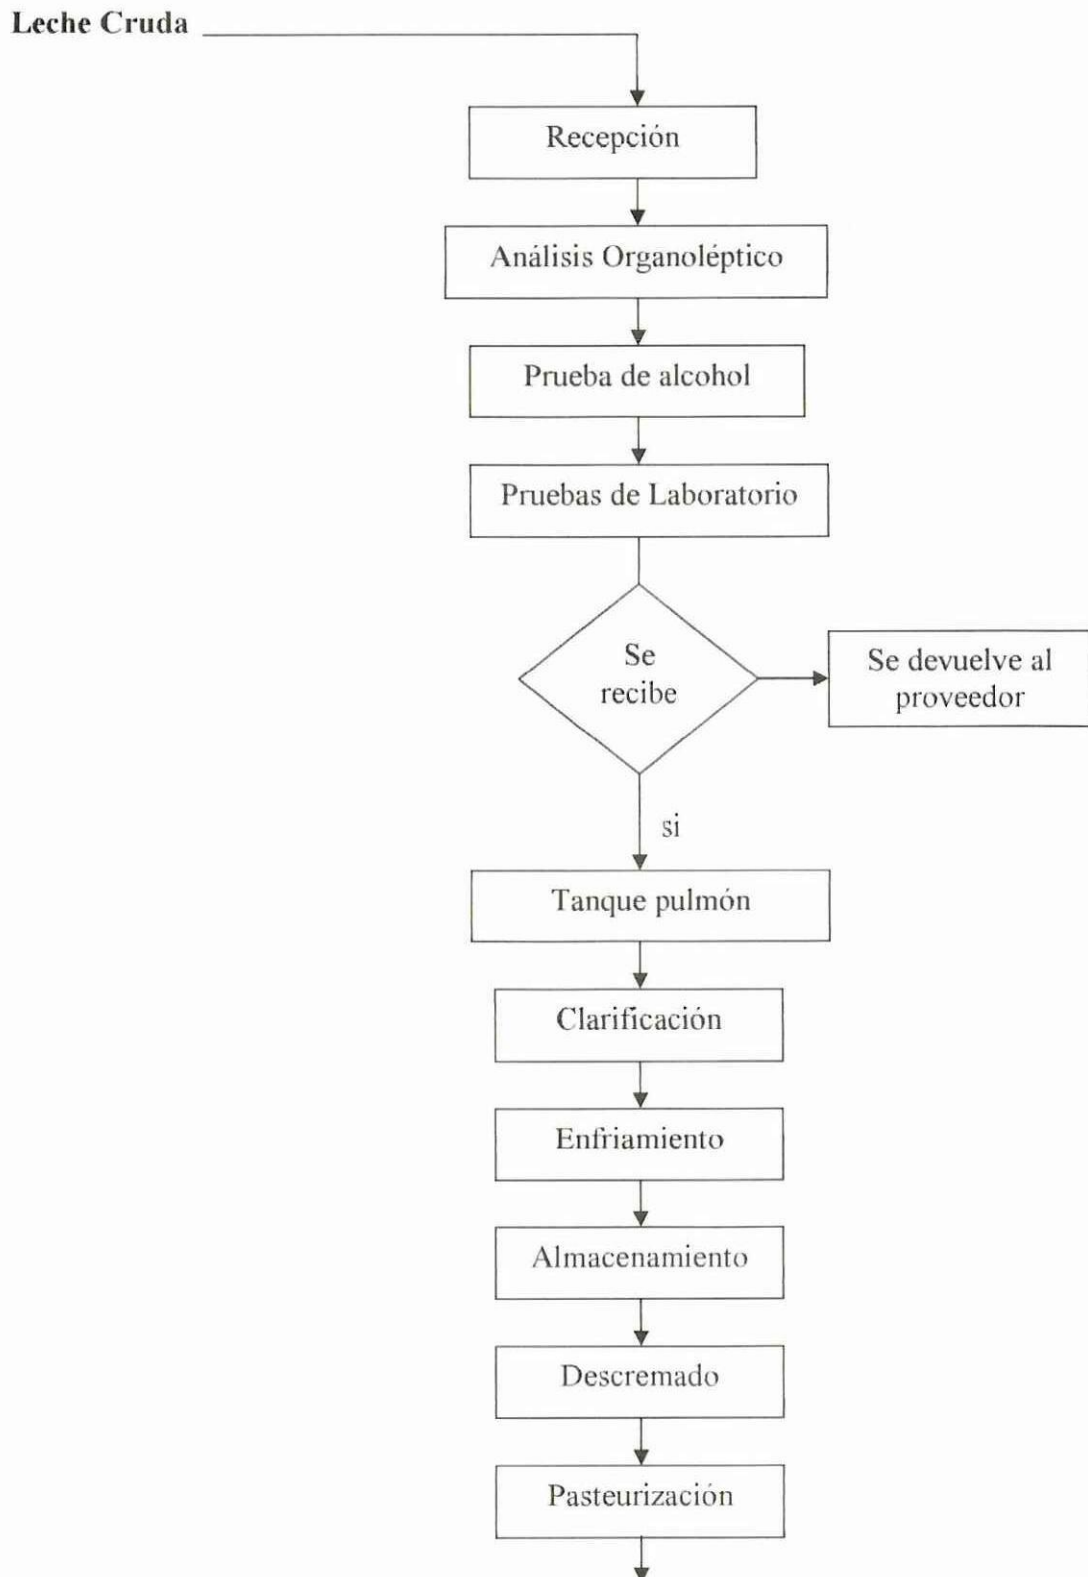 Leche Cruda
Recepción
Análisis Organoléptico
Prueba de alcohol
Pruebas de Laboratorio
Se
recibe
Se devuelve al
proveedor
si
Tanque pulmón
Clarificación
Enfriamiento
Almacenamiento
Descremado
Pasteurización